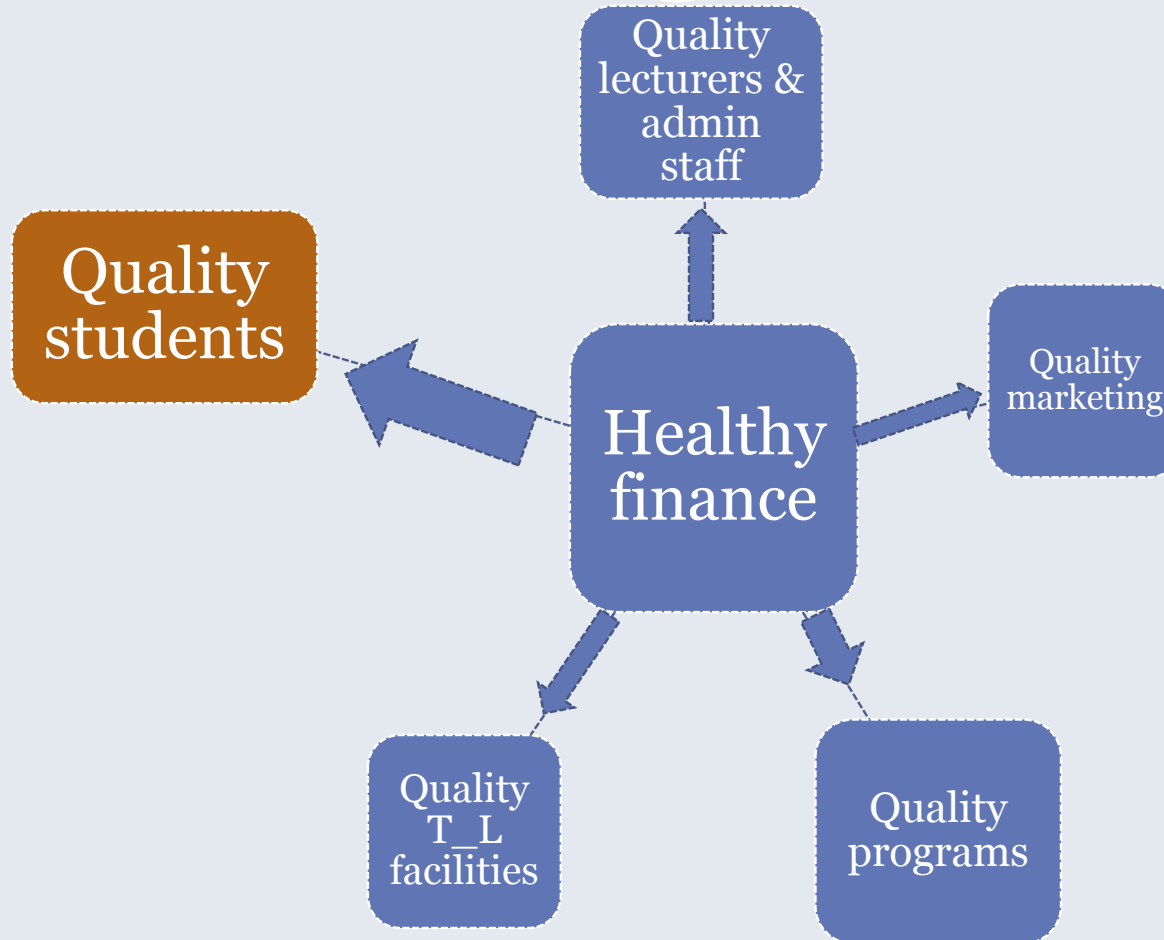 Quality
lecturers &
admin
staff
Quality
students
Quality
marketing
Healthy
finance
Quality
T_L
facilities
Quality
programs